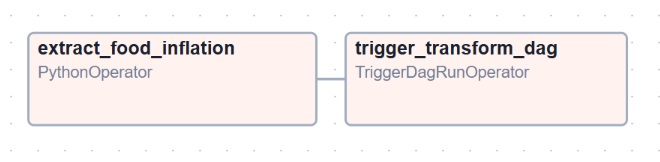 extract_food_inflation
PythonOperator
trigger_transform_dag
TriggerDagRunOperator